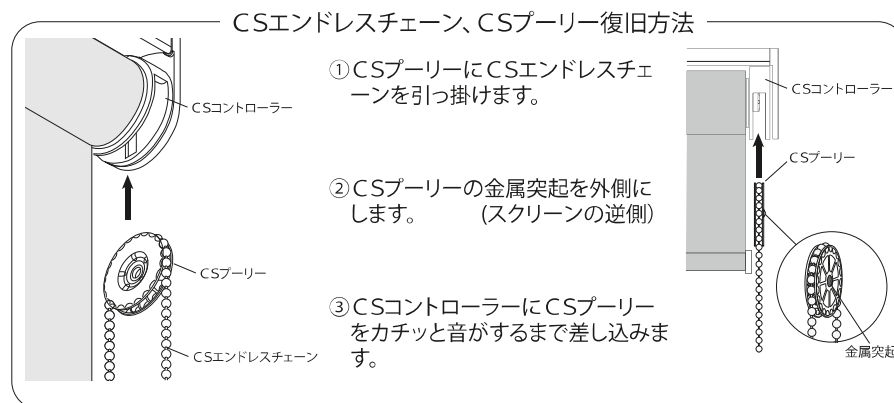 CSエンドレスチェーン、CSプーリー復旧方法
CSコントローラー
CSプーリー
CSエンドレスチェーン
①CSプーリーにCSエンドレスチェ
ーンを引っ掛けます。
②CSプーリーの金属突起を外側に
します。 (スクリーンの逆側)
③CSコントローラーにCSプーリー
をカチッと音がするまで差し込みま
す。
CSコントローラー
CSプーリー
金属突起